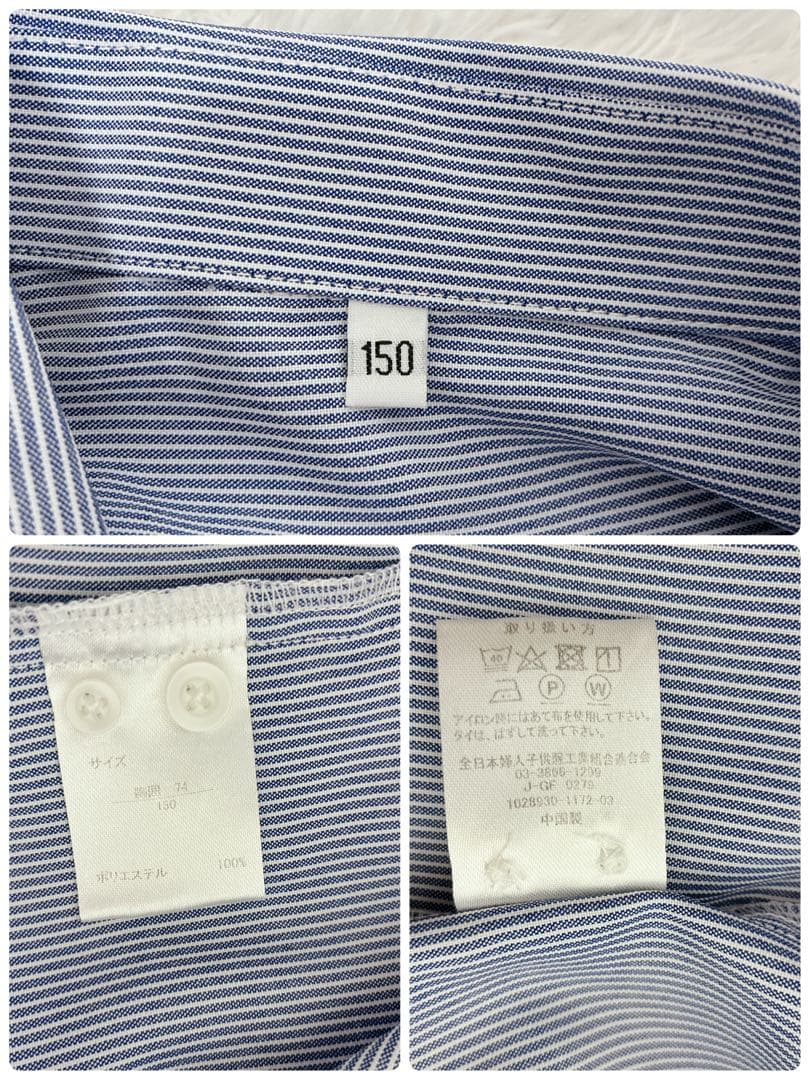 150
サイズ
胸囲 74
150
ポリエステル 100%
取り扱い方
40
1
P W
アイロン時にはあて布を使用して下さい。
タイは、はずして洗って下さい。
全日本婦人子供服工業組合連合会
03-3866-1299
J-GF 0279
1028930-1172-03
中国製